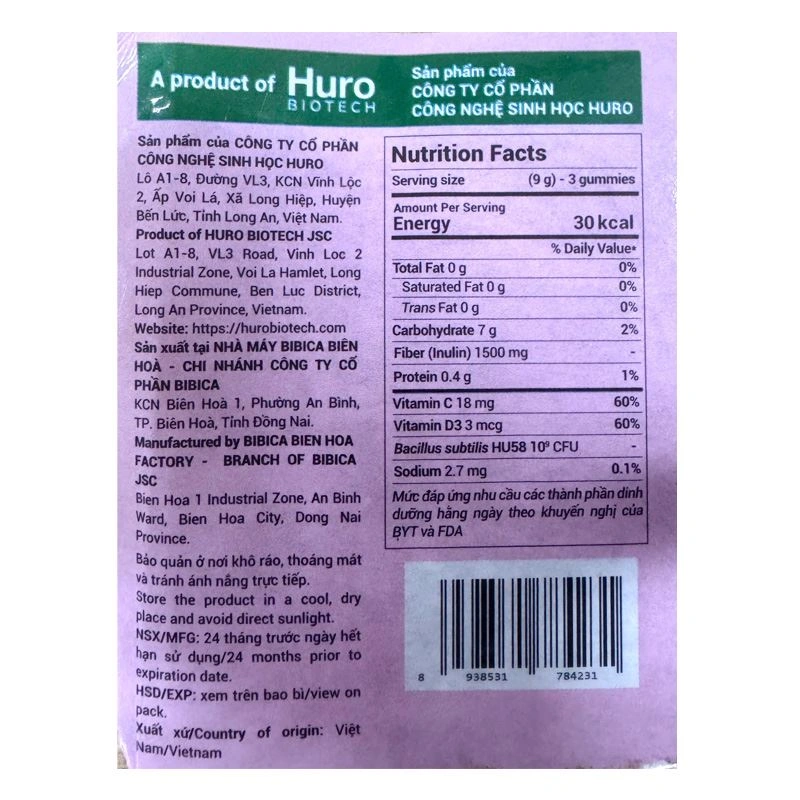 A product of Huro BIOTECH
Sản phẩm của
CÔNG TY CỔ PHẦN
CÔNG NGHỆ SINH HỌC HURO
Sản phẩm của CÔNG TY CỔ PHẦN
CÔNG NGHỆ SINH HỌC HURO
Lô A1-8, Đường VL3, KCN Vĩnh Lộc
2, Ấp Voi Lá, Xã Long Hiệp, Huyện
Bến Lức, Tỉnh Long An, Việt Nam.
Product of HURO BIOTECH JSC
Lot A1-8, VL3 Road, Vinh Loc 2
Industrial Zone, Voi La Hamlet, Long
Hiep Commune, Ben Luc District,
Long An Province, Vietnam.
Website: https://hurobiotech.com
Sản xuất tại NHÀ MÁY BIBICA BIÊN
HOÀ - CHI NHÁNH CÔNG TY CỔ
PHẦN BIBICA
KCN Biên Hoà 1, Phường An Bình,
TP. Biên Hoà, Tỉnh Đồng Nai.
Manufactured by BIBICA BIEN HOA
FACTORY - BRANCH OF BIBICA
JSC
Bien Hoa 1 Industrial Zone, An Binh
Ward, Bien Hoa City, Dong Nai
Province.
Bảo quản ở nơi khô ráo, thoáng mát
và tránh ánh nắng trực tiếp.
Store the product in a cool, dry
place and avoid direct sunlight.
NSX/MFG: 24 tháng trước ngày hết
hạn sử dụng/24 months prior to
expiration date.
HSD/EXP: xem trên bao bì/view on
pack.
Xuất xứ/Country of origin: Việt
Nam/Vietnam
Nutrition Facts
Serving size (9 g) - 3 gummies
Amount Per Serving
Energy 30 kcal
% Daily Value*
Total Fat 0 g 0%
Saturated Fat 0 g 0%
Trans Fat 0 g 0%
Carbohydrate 7 g 2%
Fiber (Inulin) 1500 mg -
Protein 0.4 g 1%
Vitamin C 18 mg 60%
Vitamin D3 3 mcg 60%
Bacillus subtilis HU58 10⁹ CFU -
Sodium 2.7 mg 0.1%
Mức đáp ứng nhu cầu các thành phần dinh
dưỡng hằng ngày theo khuyến nghị của
BYT và FDA
8 938531 784231